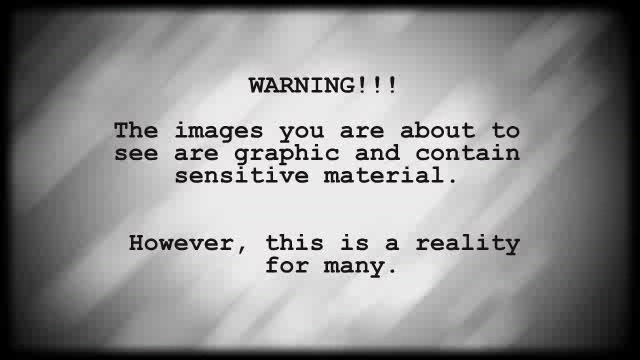 WARNING!!!
The images you are about to
see are graphic and contain
sensitive material.
However, this is a reality
for many.